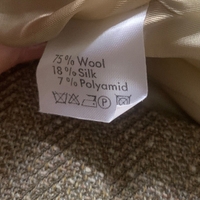 75% Wool
18% Silk
7% Polyamid
P